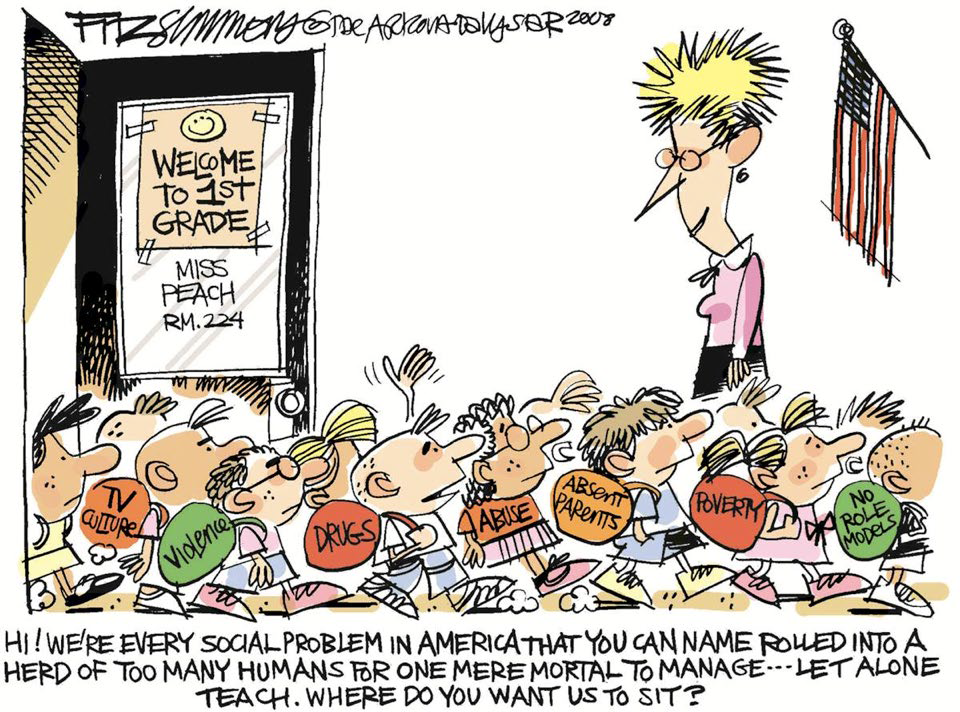 Fitzsimmons ©THE ARIZONA DAILY STAR 2008
WELCOME
TO 1ST
GRADE
MISS
PEACH
RM. 224
TV
CULTURE
VIOLENCE
DRUGS
ABUSE
ABSENT
PARENTS
POVERTY
NO
ROLE
MODELS
HI! WE'RE EVERY SOCIAL PROBLEM IN AMERICA THAT YOU CAN NAME ROLLED INTO A
HERD OF TOO MANY HUMANS FOR ONE MERE MORTAL TO MANAGE--- LET ALONE
TEACH. WHERE DO YOU WANT US TO SIT?